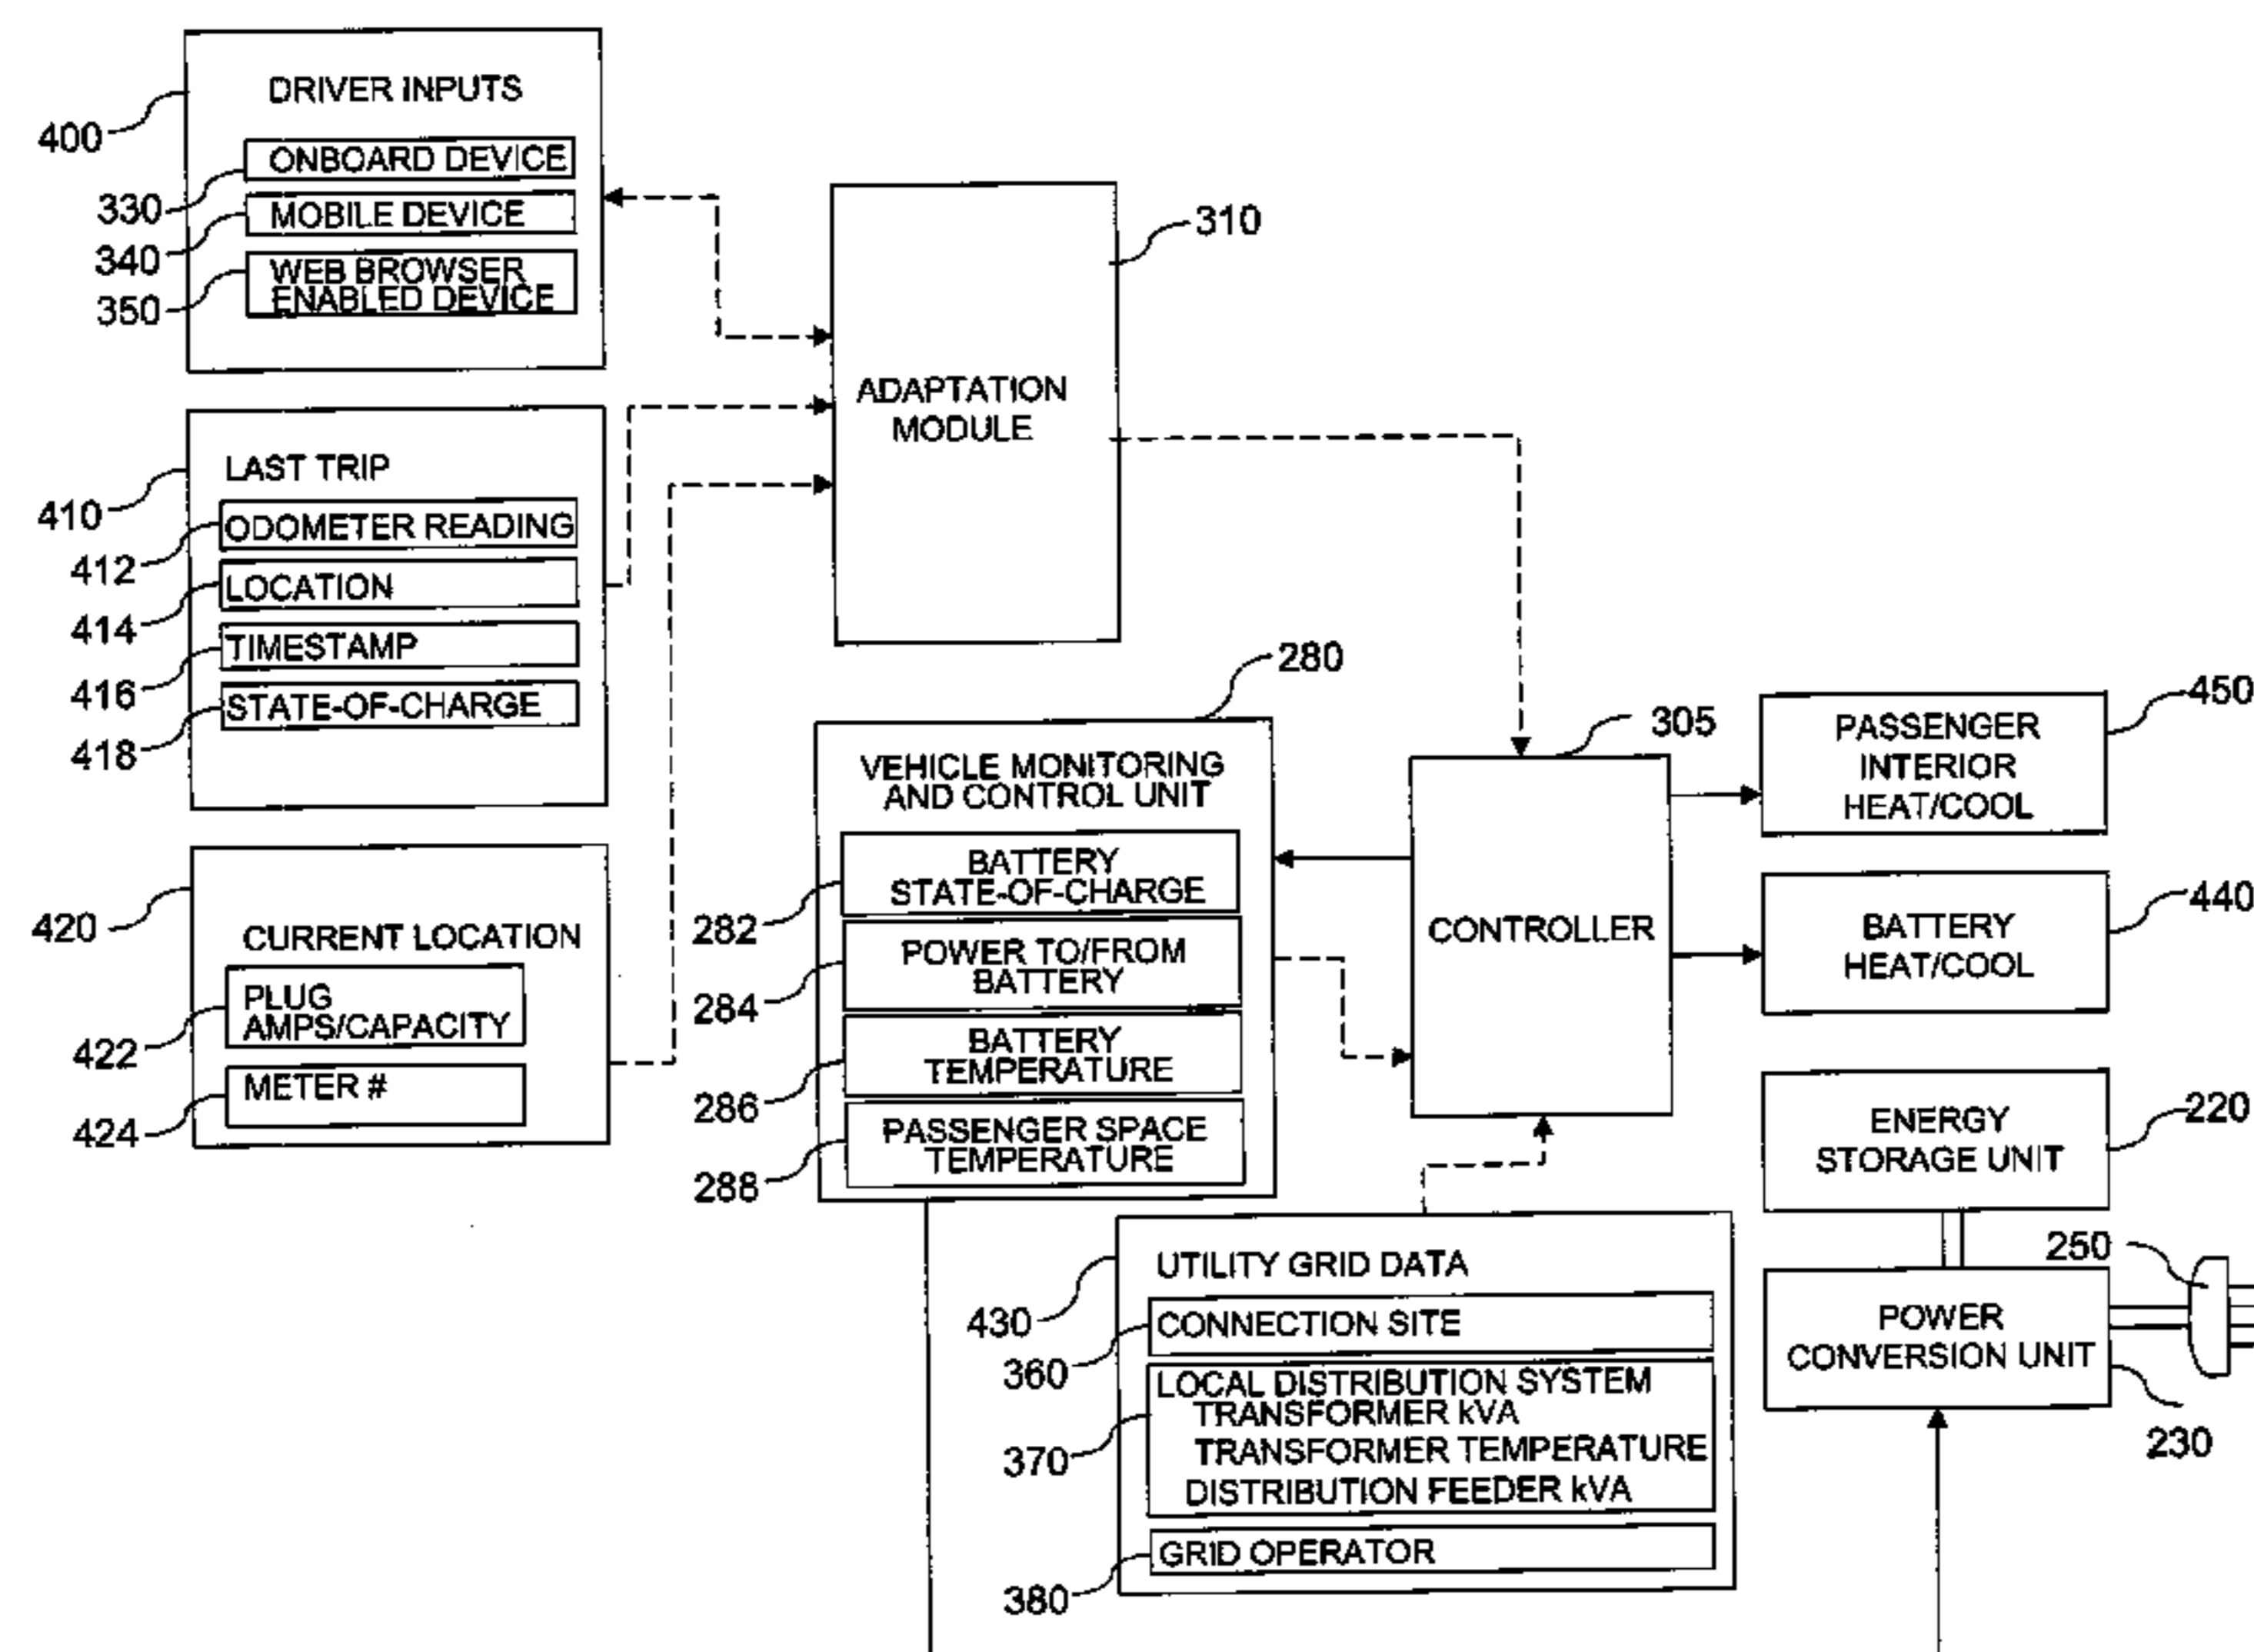 DRIVER INPUTS
400
ONBOARD DEVICE
330
MOBILE DEVICE
340
WEB BROWSER
ENABLED DEVICE
350
LAST TRIP
410
ODOMETER READING
412
LOCATION
414
TIMESTAMP
416
STATE-OF-CHARGE
418
420
CURRENT LOCATION
PLUG
AMPS/CAPACITY
422
METER #
424
310
ADAPTATION
MODULE
280
VEHICLE MONITORING
AND CONTROL UNIT
BATTERY
STATE-OF-CHARGE
282
POWER TO/FROM
BATTERY
284
BATTERY
TEMPERATURE
286
PASSENGER SPACE
TEMPERATURE
288
305
CONTROLLER
450
PASSENGER
INTERIOR
HEAT/COOL
440
BATTERY
HEAT/COOL
220
ENERGY
STORAGE UNIT
250
POWER
CONVERSION UNIT
230
UTILITY GRID DATA
430
CONNECTION SITE
360
LOCAL DISTRIBUTION SYSTEM
TRANSFORMER kVA
TRANSFORMER TEMPERATURE
DISTRIBUTION FEEDER kVA
370
GRID OPERATOR
380